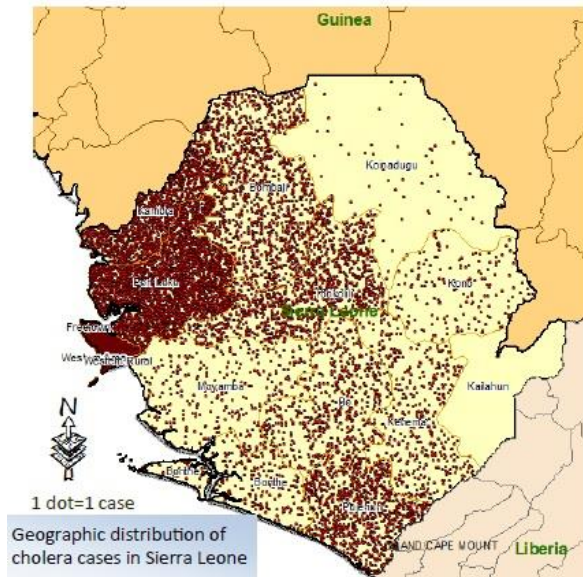 Guinea
Koinadugu
Bombali
Kambia
Port Loko
Tonkolili
Kono
Sierra Leone
Freetown
Western Rural
Kailahun
Moyamba
Bo
Kenema
N
Bonthe
Bonthe
Pujehun
1 dot=1 case
Geographic distribution of
cholera cases in Sierra Leone
AND CAPE MOUNT
Liberia